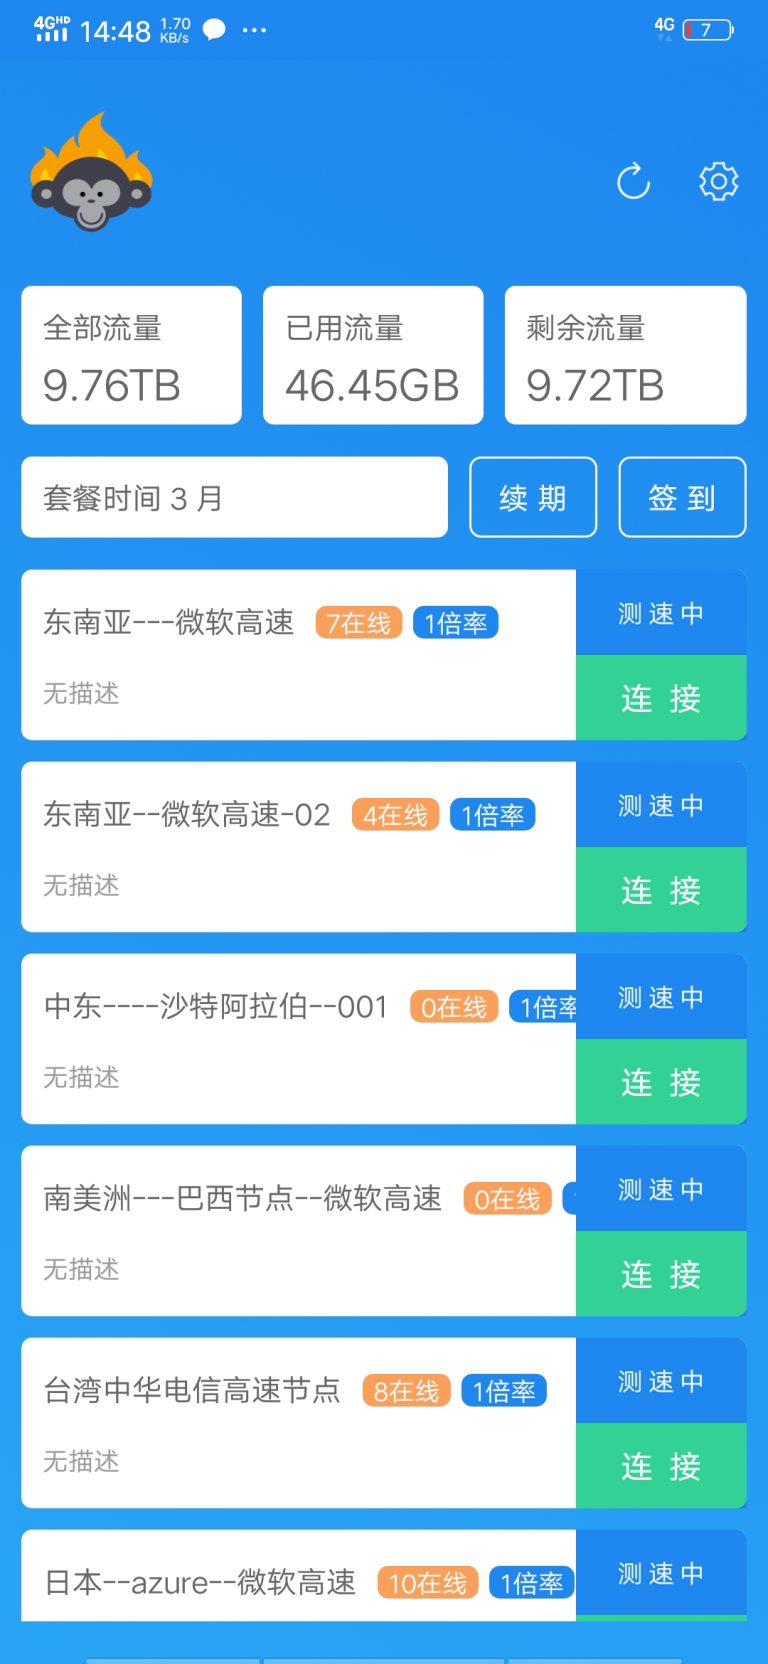 4GHD 14:48 1.70 KB/s ... 4G 7
全部流量 已用流量 剩余流量
9.76TB 46.45GB 9.72TB
套餐时间 3 月 续 期 签 到
东南亚---微软高速 7在线 1倍率 测 速 中
无描述 连 接
东南亚--微软高速-02 4在线 1倍率 测 速 中
无描述 连 接
中东----沙特阿拉伯--001 0在线 1倍率 测 速 中
无描述 连 接
南美洲---巴西节点--微软高速 0在线 测 速 中
无描述 连 接
台湾中华电信高速节点 8在线 1倍率 测 速 中
无描述 连 接
日本--azure--微软高速 10在线 1倍率 测 速 中